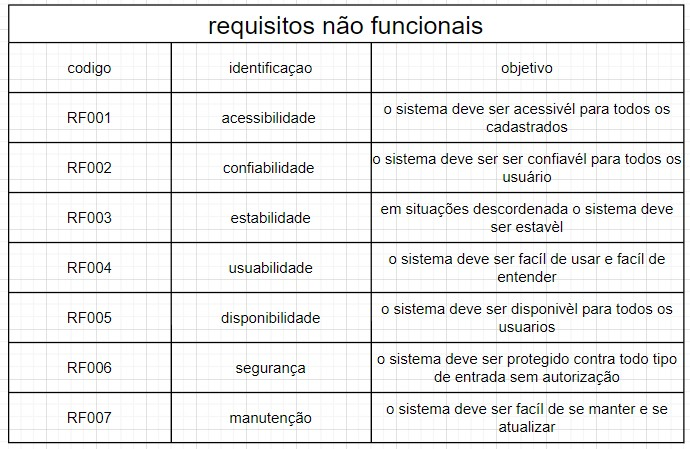 requisitos não funcionais
codigo identificaçao objetivo
RF001 acessibilidade o sistema deve ser acessivél para todos os
cadastrados
RF002 confiabilidade o sistema deve ser ser confiavél para todos os
usuário
RF003 estabilidade em situações descordenada o sistema deve
ser estavèl
RF004 usuabilidade o sistema deve ser facíl de usar e facíl de
entender
RF005 disponibilidade o sistema deve ser disponivèl para todos os
usuarios
RF006 segurança o sistema deve ser protegido contra todo tipo
de entrada sem autorização
RF007 manutenção o sistema deve ser facíl de se manter e se
atualizar